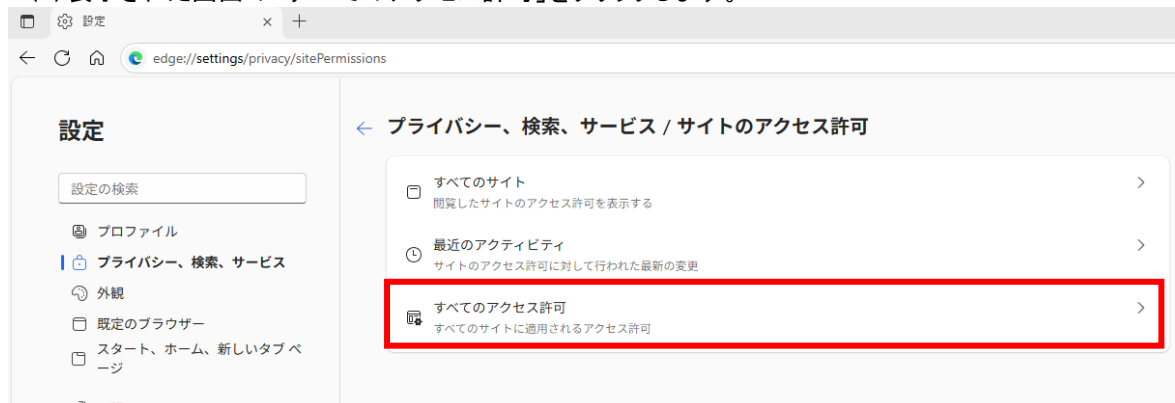 設定
edge://settings/privacy/sitePermissions
設定
← プライバシー、検索、サービス / サイトのアクセス許可
設定の検索
プロファイル
プライバシー、検索、サービス
外観
既定のブラウザー
スタート、ホーム、新しいタブ ペ
ージ
すべてのサイト
閲覧したサイトのアクセス許可を表示する
最近のアクティビティ
サイトのアクセス許可に対して行われた最新の変更
すべてのアクセス許可
すべてのサイトに適用されるアクセス許可